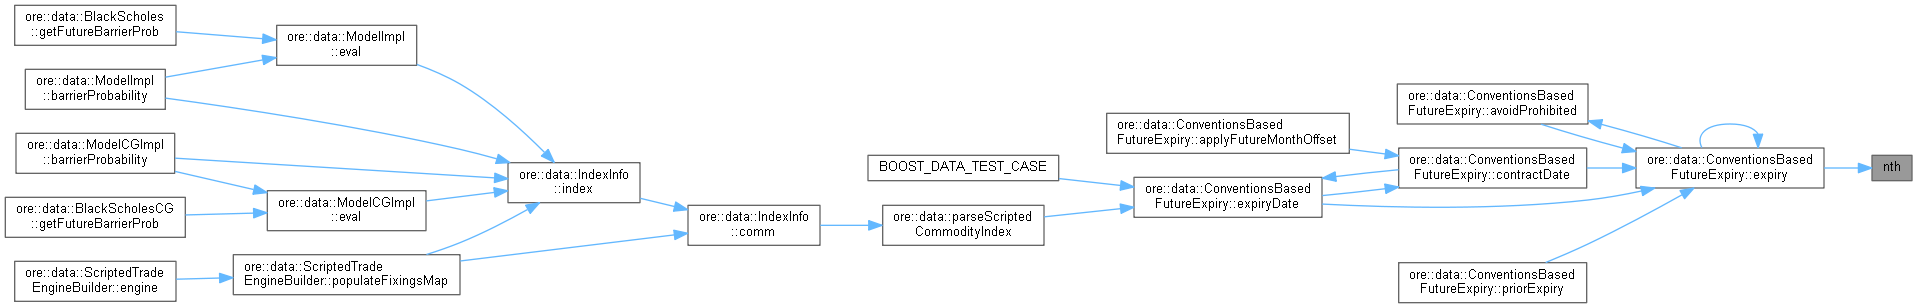 ore::data::BlackScholes
::getFutureBarrierProb
ore::data::ModelImpl
::barrierProbability
ore::data::ModelCGImpl
::barrierProbability
ore::data::BlackScholesCG
::getFutureBarrierProb
ore::data::ScriptedTrade
EngineBuilder::engine
ore::data::ModelImpl
::eval
ore::data::ModelCGImpl
::eval
ore::data::ScriptedTrade
EngineBuilder::populateFixingsMap
ore::data::IndexInfo
::index
ore::data::IndexInfo
::comm
BOOST_DATA_TEST_CASE
ore::data::parseScripted
CommodityIndex
ore::data::ConventionsBased
FutureExpiry::applyFutureMonthOffset
ore::data::ConventionsBased
FutureExpiry::expiryDate
ore::data::ConventionsBased
FutureExpiry::avoidProhibited
ore::data::ConventionsBased
FutureExpiry::contractDate
ore::data::ConventionsBased
FutureExpiry::priorExpiry
ore::data::ConventionsBased
FutureExpiry::expiry
nth